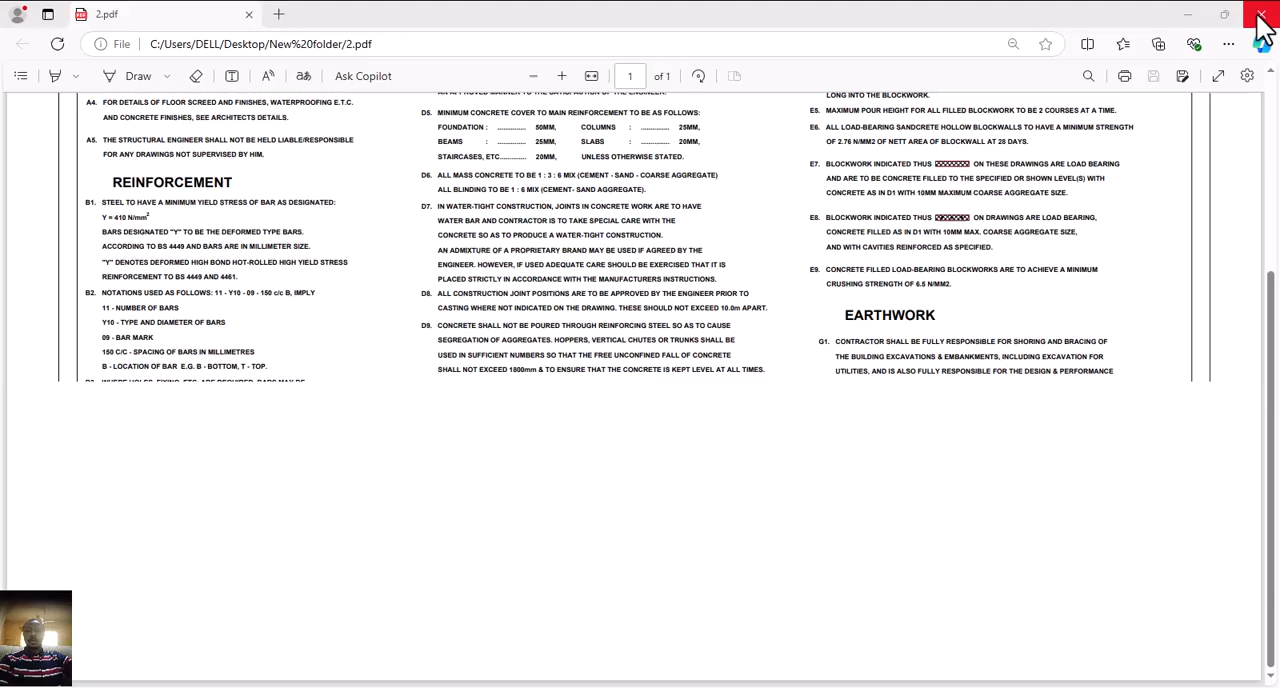 2.pdf
File
C:/Users/DELL/Desktop/New%20folder/2.pdf
Draw
Ask Copilot
1 of 1
A4. FOR DETAILS OF FLOOR SCREED AND FINISHES, WATERPROOFING E.T.C.
AND CONCRETE FINISHES, SEE ARCHITECTS DETAILS.
A5. THE STRUCTURAL ENGINEER SHALL NOT BE HELD LIABLE/RESPONSIBLE
FOR ANY DRAWINGS NOT SUPERVISED BY HIM.
REINFORCEMENT
B1. STEEL TO HAVE A MINIMUM YIELD STRESS OF BAR AS DESIGNATED:
Y = 410 N/mm²
BARS DESIGNATED "Y" TO BE THE DEFORMED TYPE BARS.
ACCORDING TO BS 4449 AND BARS ARE IN MILLIMETER SIZE.
"Y" DENOTES DEFORMED HIGH BOND HOT-ROLLED HIGH YIELD STRESS
REINFORCEMENT TO BS 4449 AND 4461.
B2. NOTATIONS USED AS FOLLOWS: 11 - Y10 - 09 - 150 c/c B, IMPLY
11 - NUMBER OF BARS
Y10 - TYPE AND DIAMETER OF BARS
09 - BAR MARK
150 C/C - SPACING OF BARS IN MILLIMETRES
B - LOCATION OF BAR E.G. B - BOTTOM, T - TOP.
D5. MINIMUM CONCRETE COVER TO MAIN REINFORCEMENT TO BE AS FOLLOWS:
FOUNDATION : .............. 50MM, COLUMNS : .............. 25MM,
BEAMS : .............. 25MM, SLABS : .............. 20MM,
STAIRCASES, ETC............. 20MM, UNLESS OTHERWISE STATED.
D6. ALL MASS CONCRETE TO BE 1 : 3 : 6 MIX (CEMENT - SAND - COARSE AGGREGATE)
ALL BLINDING TO BE 1 : 6 MIX (CEMENT- SAND AGGREGATE).
D7. IN WATER-TIGHT CONSTRUCTION, JOINTS IN CONCRETE WORK ARE TO HAVE
WATER BAR AND CONTRACTOR IS TO TAKE SPECIAL CARE WITH THE
CONCRETE SO AS TO PRODUCE A WATER-TIGHT CONSTRUCTION.
AN ADMIXTURE OF A PROPRIETARY BRAND MAY BE USED IF AGREED BY THE
ENGINEER. HOWEVER, IF USED ADEQUATE CARE SHOULD BE EXERCISED THAT IT IS
PLACED STRICTLY IN ACCORDANCE WITH THE MANUFACTURERS INSTRUCTIONS.
D8. ALL CONSTRUCTION JOINT POSITIONS ARE TO BE APPROVED BY THE ENGINEER PRIOR TO
CASTING WHERE NOT INDICATED ON THE DRAWING. THESE SHOULD NOT EXCEED 10.0m APART.
D9. CONCRETE SHALL NOT BE POURED THROUGH REINFORCING STEEL SO AS TO CAUSE
SEGREGATION OF AGGREGATES. HOPPERS, VERTICAL CHUTES OR TRUNKS SHALL BE
USED IN SUFFICIENT NUMBERS SO THAT THE FREE UNCONFINED FALL OF CONCRETE
SHALL NOT EXCEED 1800mm & TO ENSURE THAT THE CONCRETE IS KEPT LEVEL AT ALL TIMES.
LONG INTO THE BLOCKWORK.
E5. MAXIMUM POUR HEIGHT FOR ALL FILLED BLOCKWORK TO BE 2 COURSES AT A TIME.
E6. ALL LOAD-BEARING SANDCRETE HOLLOW BLOCKWALLS TO HAVE A MINIMUM STRENGTH
OF 2.76 N/MM2 OF NETT AREA OF BLOCKWALL AT 28 DAYS.
E7. BLOCKWORK INDICATED THUS ON THESE DRAWINGS ARE LOAD BEARING
AND ARE TO BE CONCRETE FILLED TO THE SPECIFIED OR SHOWN LEVEL(S) WITH
CONCRETE AS IN D1 WITH 10MM MAXIMUM COARSE AGGREGATE SIZE.
E8. BLOCKWORK INDICATED THUS ON DRAWINGS ARE LOAD BEARING,
CONCRETE FILLED AS IN D1 WITH 10MM MAX. COARSE AGGREGATE SIZE,
AND WITH CAVITIES REINFORCED AS SPECIFIED.
E9. CONCRETE FILLED LOAD-BEARING BLOCKWORKS ARE TO ACHIEVE A MINIMUM
CRUSHING STRENGTH OF 6.5 N/MM2.
EARTHWORK
G1. CONTRACTOR SHALL BE FULLY RESPONSIBLE FOR SHORING AND BRACING OF
THE BUILDING EXCAVATIONS & EMBANKMENTS, INCLUDING EXCAVATION FOR
UTILITIES, AND IS ALSO FULLY RESPONSIBLE FOR THE DESIGN & PERFORMANCE